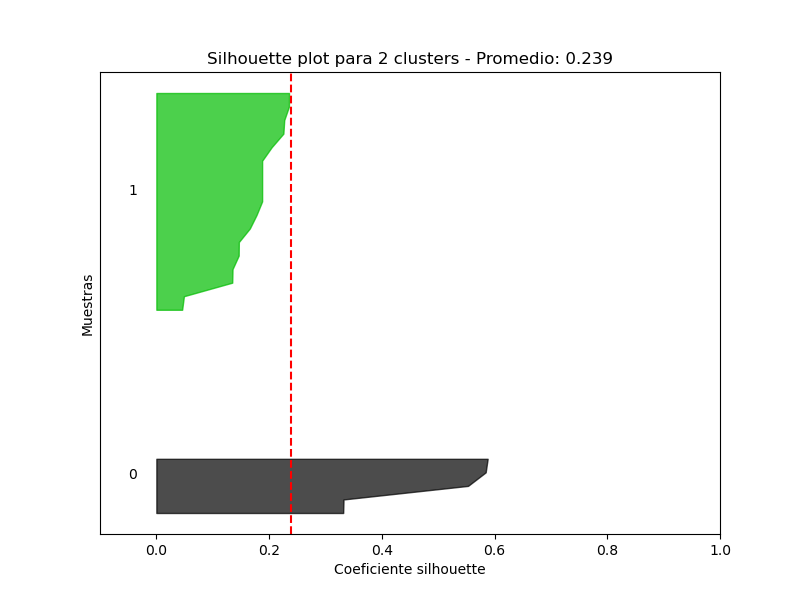 Silhouette plot para 2 clusters - Promedio: 0.239
1
Muestras
0
0.0 0.2 0.4 0.6 0.8 1.0
Coeficiente silhouette